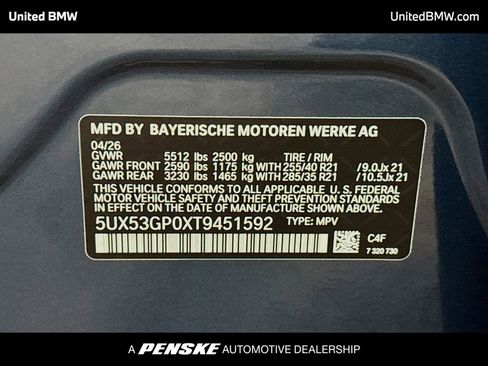 United BMW
UnitedBMW.com
MFD BY BAYERISCHE MOTOREN WERKE AG
04/26
GVWR 5512 lbs 2500 kg TIRE / RIM
GAWR FRONT 2590 lbs 1175 kg 255/40 R21 / 9.0Jx 21
GAWR REAR 3230 lbs 1465 kg 285/35 R21 / 10.5Jx 21
THIS VEHICLE CONFORMS TO ALL APPLICABLE U. S. FEDERAL
MOTOR VEHICLE SAFETY AND THEFT PREVENTION STANDARDS
IN EFFECT ON THE DATE OF MANUFACTURE SHOWN ABOVE.
5UX53GP0XT9451592 TYPE: MPV
C4F
7 320 730
A PENSKE AUTOMOTIVE DEALERSHIP